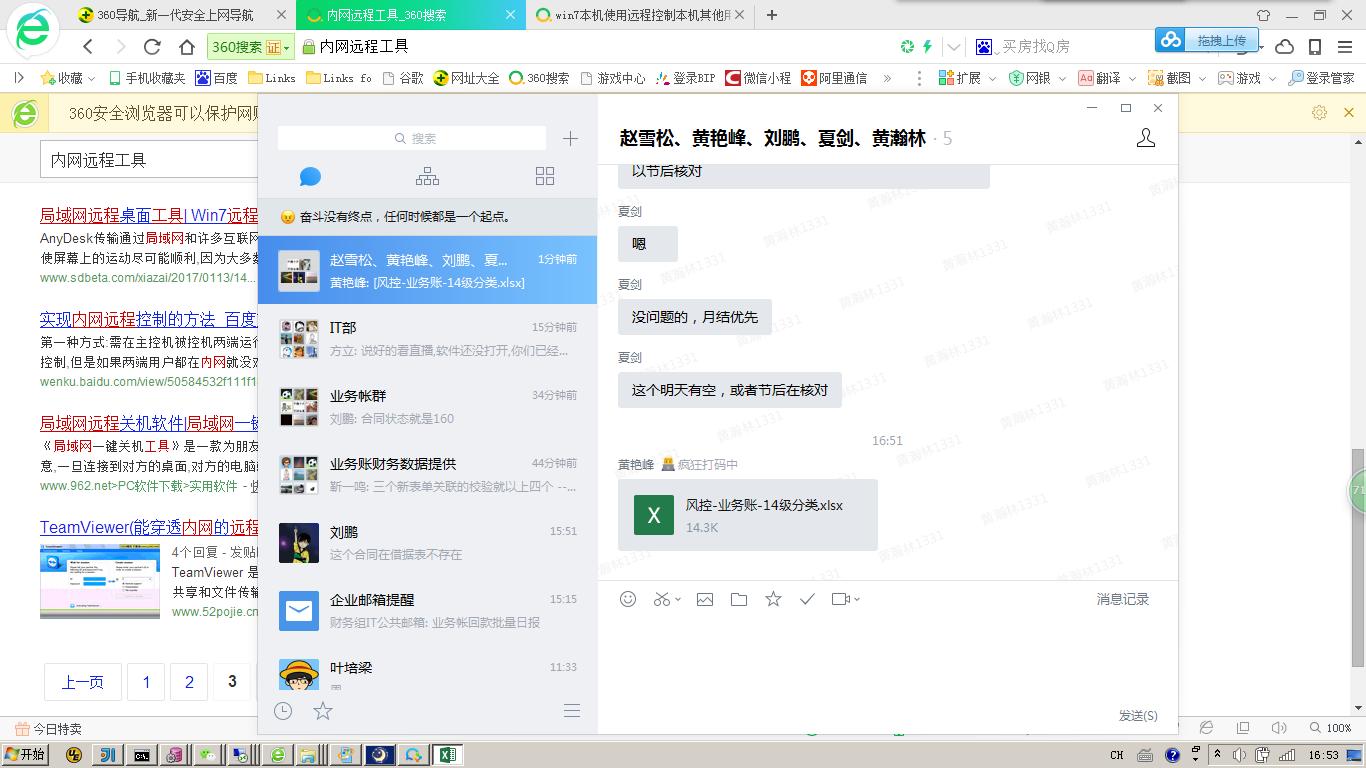 360导航_新一代安全上网导航
内网远程工具_360搜索
win7本机使用远程控制本机其他用
360搜索 证
内网远程工具
买房找Q房
拖拽上传
收藏 手机收藏夹 百度 Links Links fo 谷歌 网址大全 360搜索 游戏中心 登录BIP 微信小程 阿里通信 » 扩展 网银 Aa 翻译 截图 游戏 登录管家
360安全浏览器可以保护网购
内网远程工具
局域网远程桌面工具| Win7远程
AnyDesk传输通过局域网和许多互联网
使屏幕上的运动尽可能顺利,因为大多数
www.sdbeta.com/xiazai/2017/0113/14...
实现内网远程控制的方法_百度
第一种方式:需在主控机被控机两端运行
控制,但是如果两端用户都在内网就没
wenku.baidu.com/view/50584532f111f1
局域网远程关机软件|局域网一键
《局域网一键关机工具》是一款为朋友
意,一旦连接到对方的桌面,对方的电脑
www.962.net>PC软件下载>实用软件 -
TeamViewer(能穿透内网的远程
4个回复 - 发贴
TeamViewer 是
共享和文件传输
www.52pojie.cn
上一页 1 2 3
今日特卖
搜索
奋斗没有终点，任何时候都是一个起点。
赵雪松、黄艳峰、刘鹏、夏... 1分钟前
黄艳峰: [风控-业务账-14级分类.xlsx]
IT部 15分钟前
方立: 说好的看直播,软件还没打开,你们已经...
业务帐群 34分钟前
刘鹏: 合同状态就是160
业务账财务数据提供 44分钟前
靳一鸣: 三个新表单关联的校验就以上四个 --...
刘鹏 15:51
这个合同在借据表不存在
企业邮箱提醒 15:15
财务组IT公共邮箱: 业务帐回款批量日报
叶培梁 11:33
周
赵雪松、黄艳峰、刘鹏、夏剑、黄瀚林 · 5
以节后核对
夏剑
嗯
夏剑
没问题的，月结优先
夏剑
这个明天有空，或者节后在核对
16:51
黄艳峰 疯狂打码中
X
风控-业务账-14级分类.xlsx
14.3K
黄瀚林1331
消息记录
发送(S)
71
100%
开始
CH
16:53